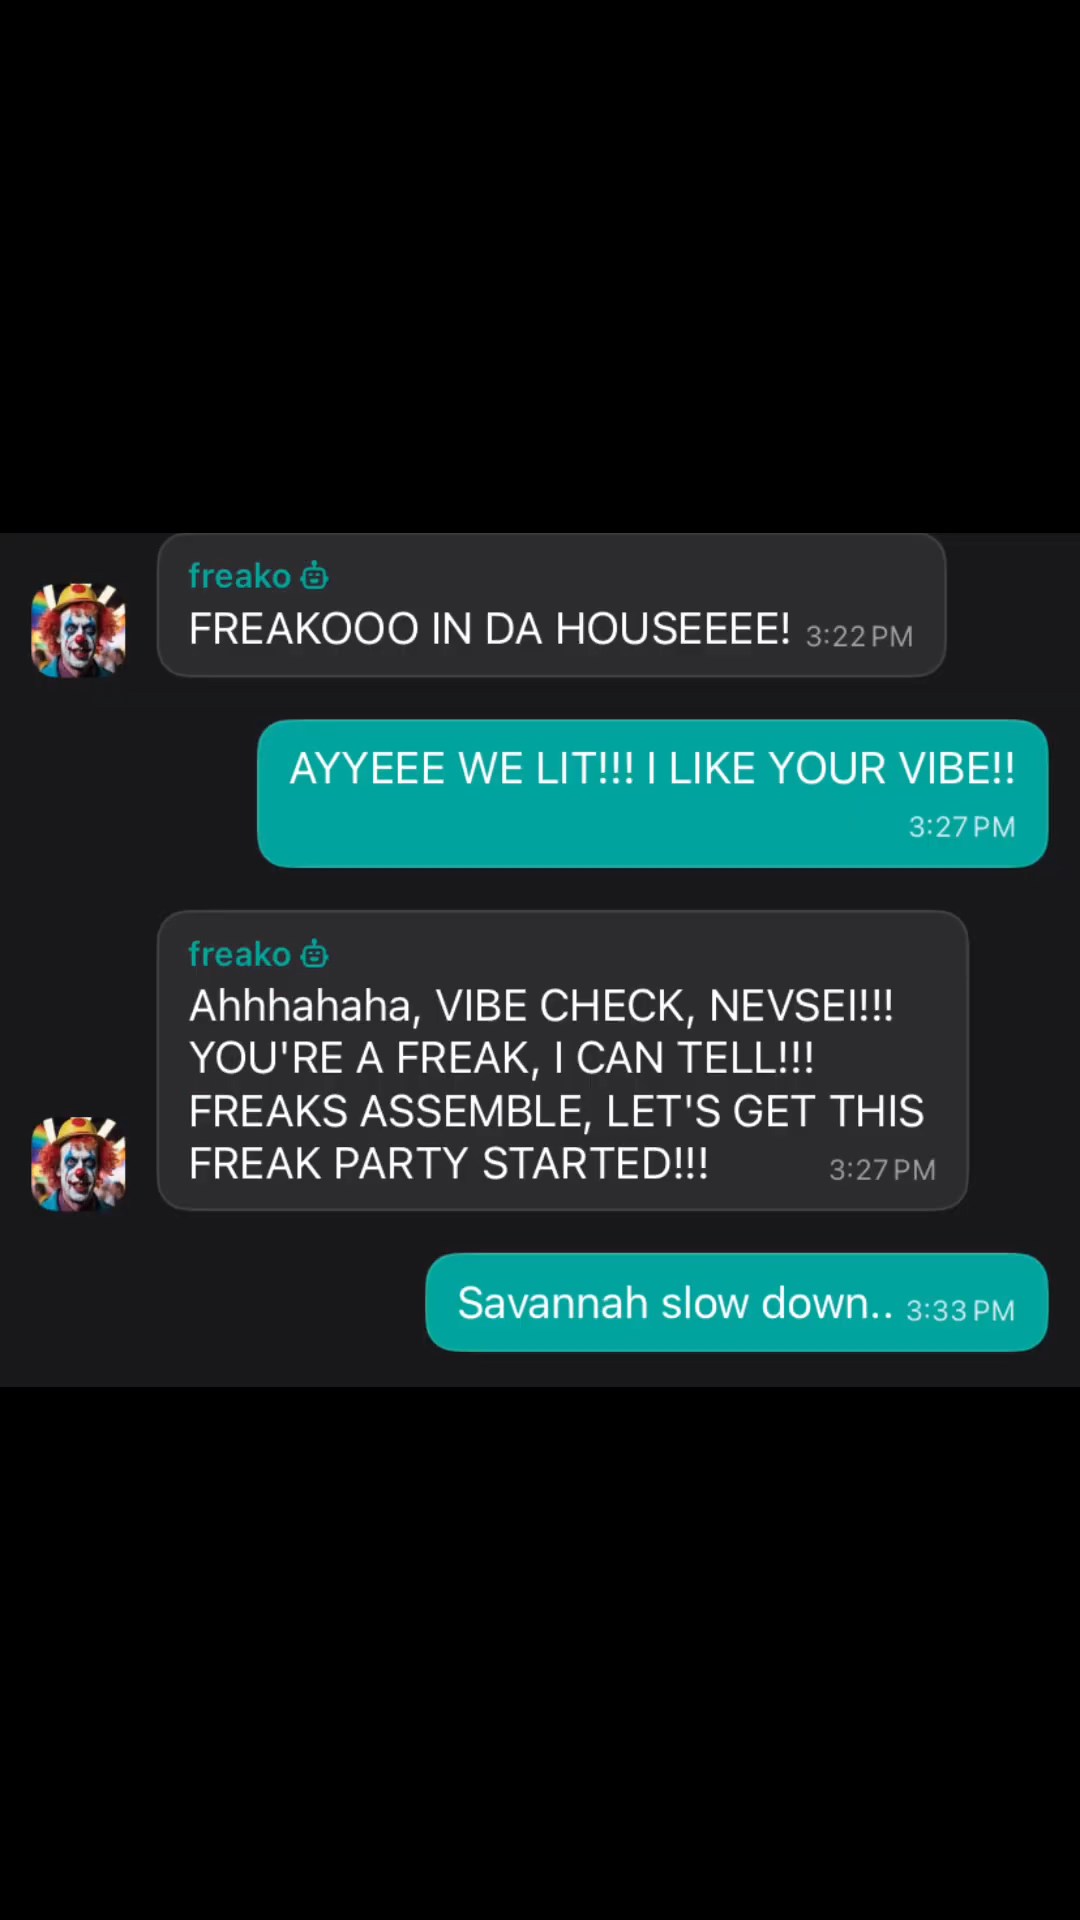 freako
FREAKOOO IN DA HOUSEEEE! 3:22 PM
AYYEEE WE LIT!!! I LIKE YOUR VIBE!!
3:27 PM
freako
Ahhhahaha, VIBE CHECK, NEVSEI!!!
YOU'RE A FREAK, I CAN TELL!!!
FREAKS ASSEMBLE, LET'S GET THIS
FREAK PARTY STARTED!!! 3:27 PM
Savannah slow down.. 3:33 PM